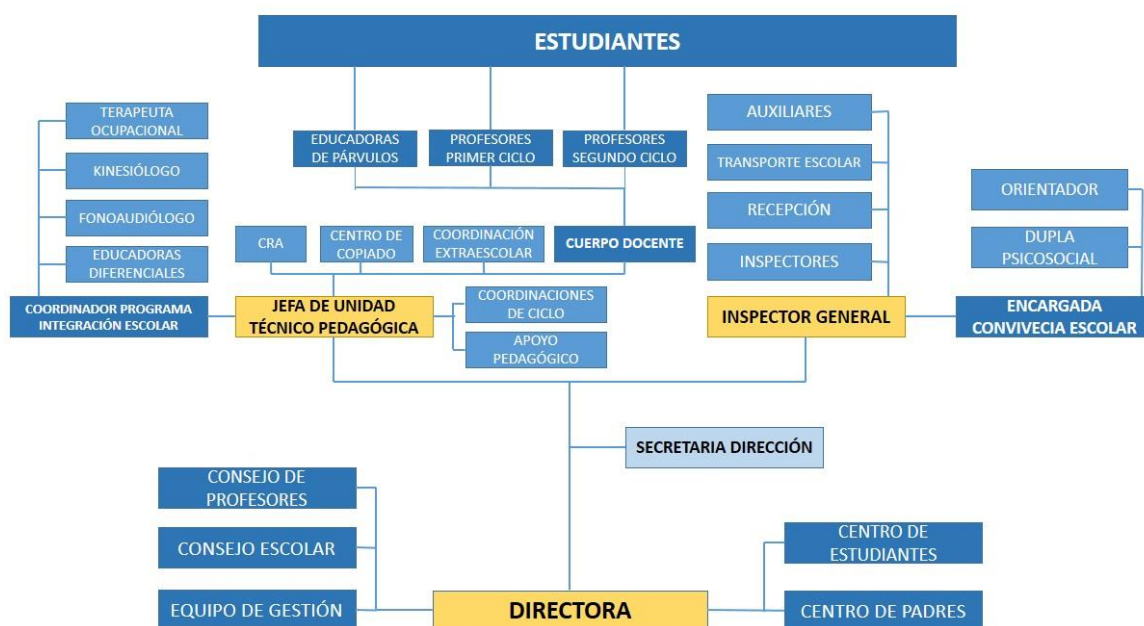 ESTUDIANTES
TERAPEUTA
OCUPACIONAL
KINESIÓLOGO
FONOAUDIÓLOGO
EDUCADORAS
DIFERENCIALES
COORDINADOR PROGRAMA
INTEGRACIÓN ESCOLAR
EDUCADORAS
DE PÁRVULOS
PROFESORES
PRIMER CICLO
PROFESORES
SEGUNDO CICLO
CRA
CENTRO DE
COPIADO
COORDINACIÓN
EXTRAESCOLAR
CUERPO DOCENTE
JEFA DE UNIDAD
TÉCNICO PEDAGÓGICA
COORDINACIONES
DE CICLO
APOYO
PEDAGÓGICO
AUXILIARES
TRANSPORTE ESCOLAR
RECEPCIÓN
INSPECTORES
INSPECTOR GENERAL
ORIENTADOR
DUPLA
PSICOSOCIAL
ENCARGADA
CONVIVECIA ESCOLAR
SECRETARIA DIRECCIÓN
CONSEJO DE
PROFESORES
CONSEJO ESCOLAR
EQUIPO DE GESTIÓN
DIRECTORA
CENTRO DE
ESTUDIANTES
CENTRO DE PADRES